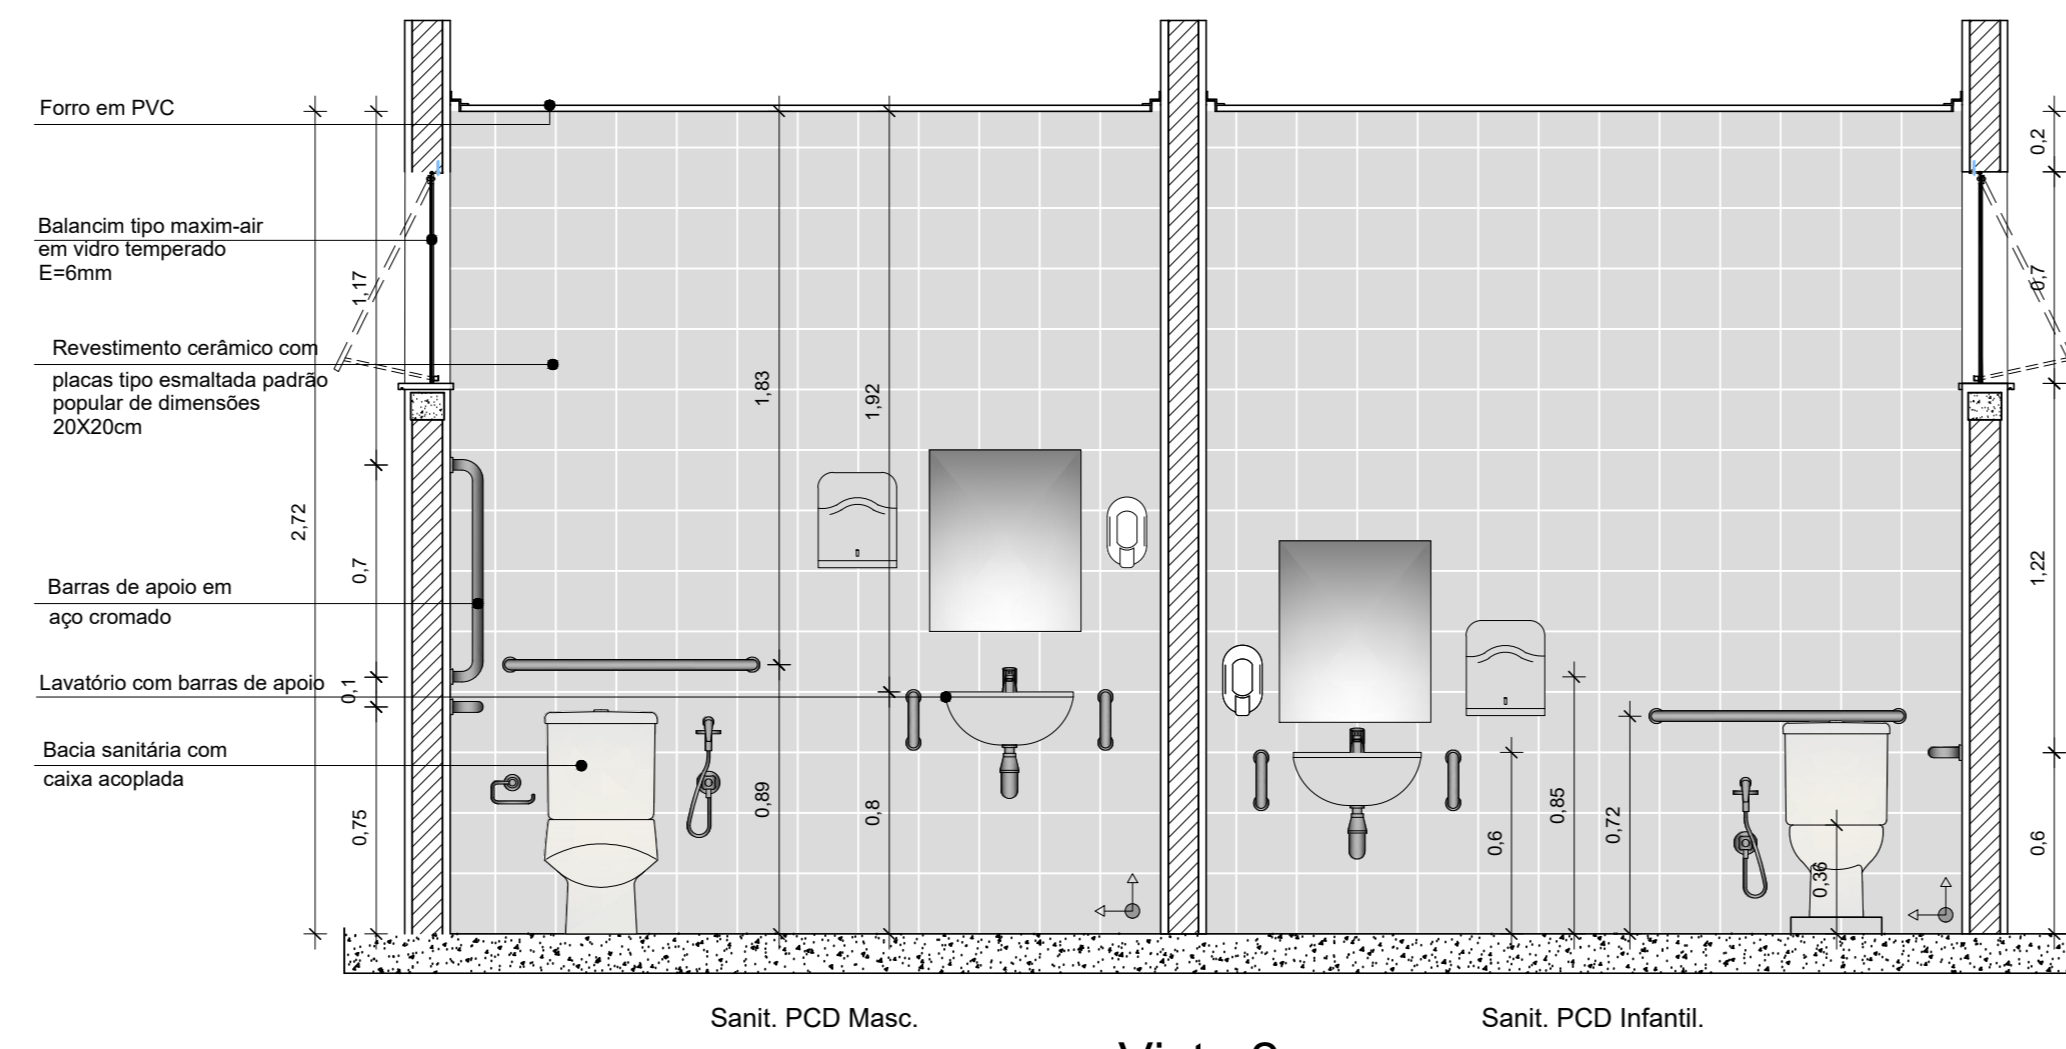 Forro em PVC
Balancim tipo maxim-air
em vidro temperado
E=6mm
Revestimento cerâmico com
placas tipo esmaltada padrão
popular de dimensões
20X20cm
Barras de apoio em
aço cromado
Lavatório com barras de apoio
Bacia sanitária com
caixa acoplada
2,72
1,17
0,7
0,1
0,75
1,83
0,89
1,92
0,8
0,6
0,85
0,72
0,36
0,2
0,7
1,22
0,6
Sanit. PCD Masc.
Sanit. PCD Infantil.